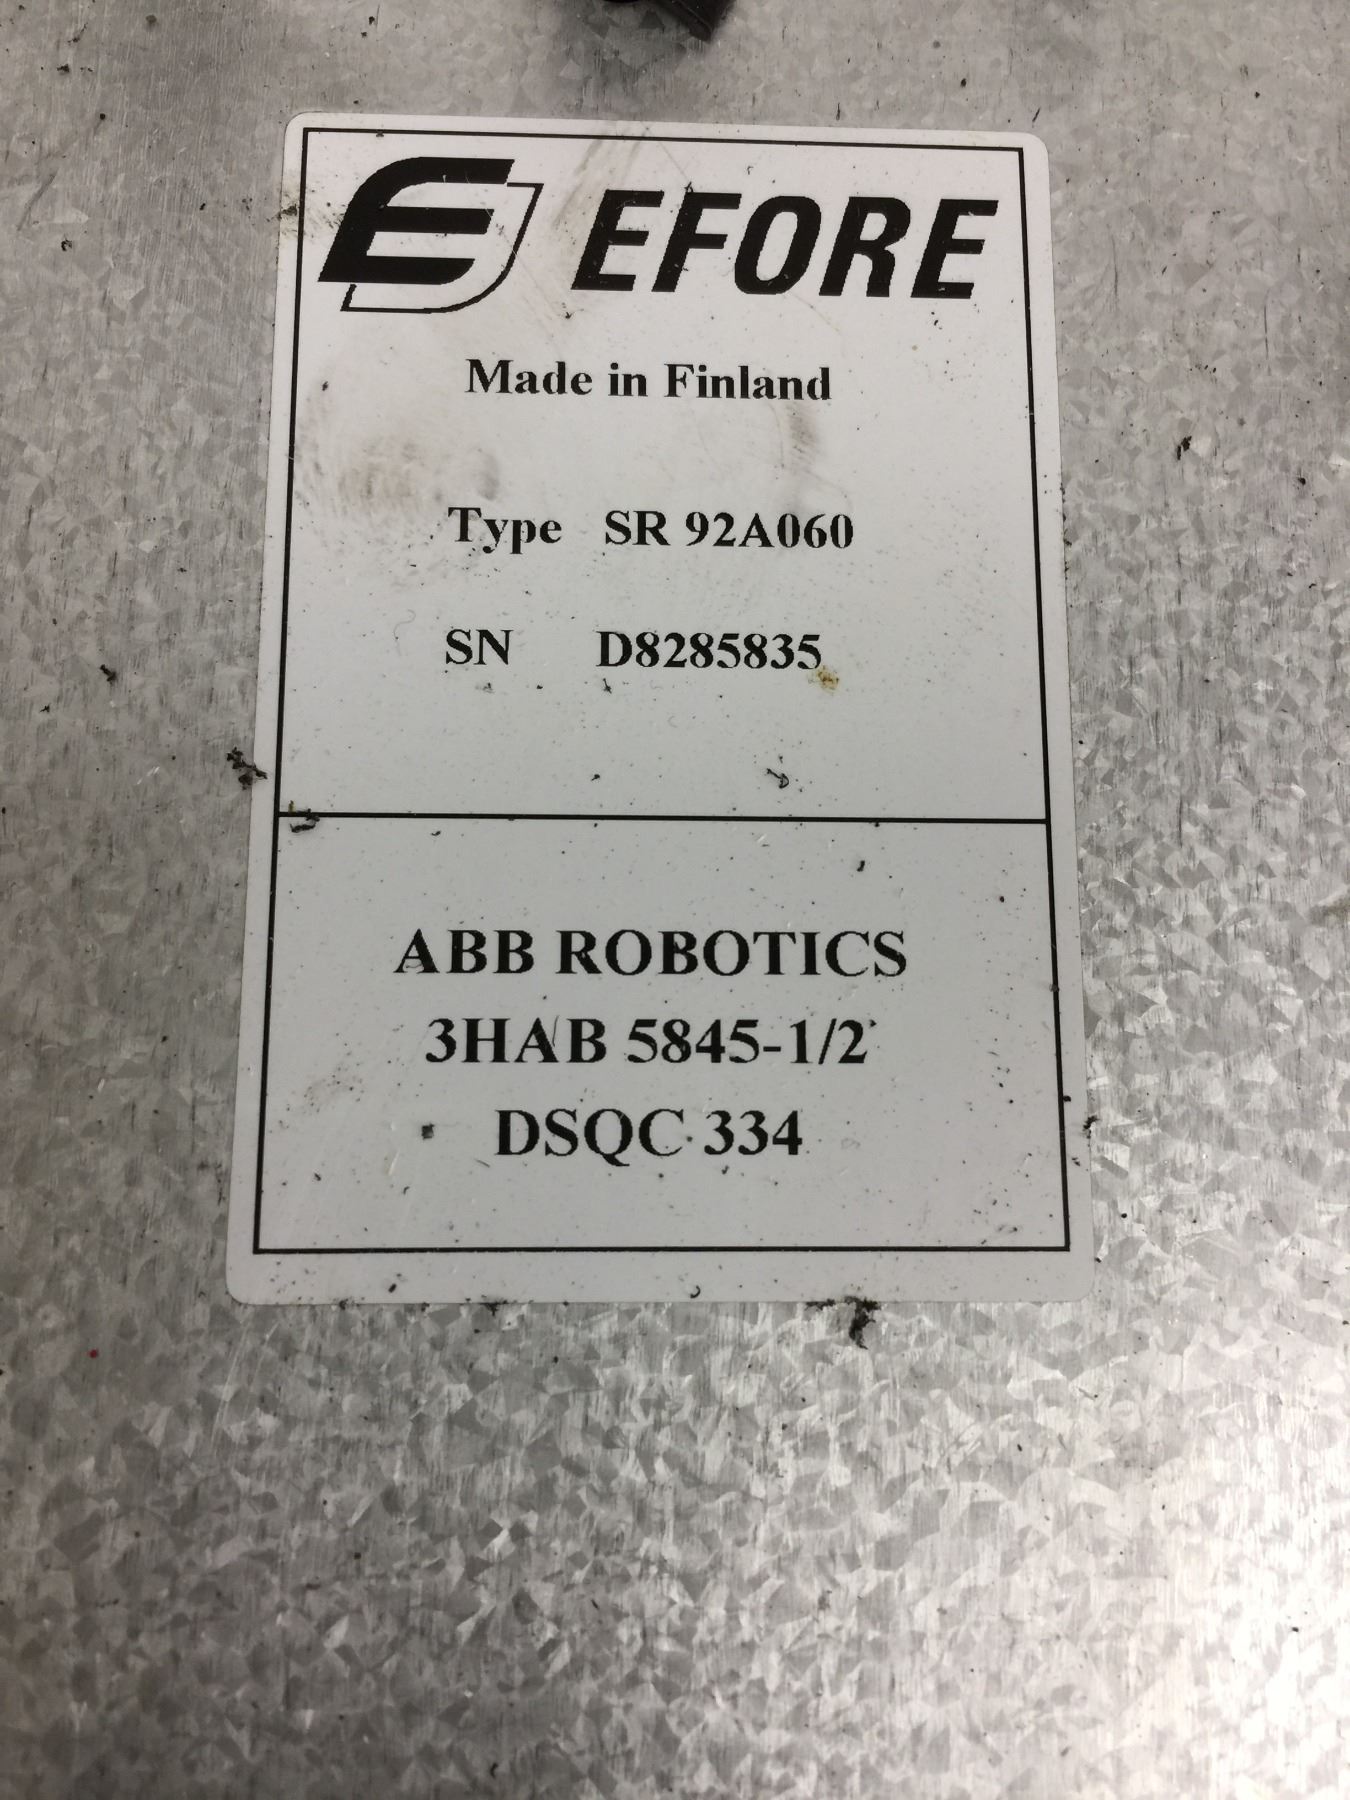 EFORE
Made in Finland
Type SR 92A060
SN D8285835
ABB ROBOTICS
3HAB 5845-1/2
DSQC 334